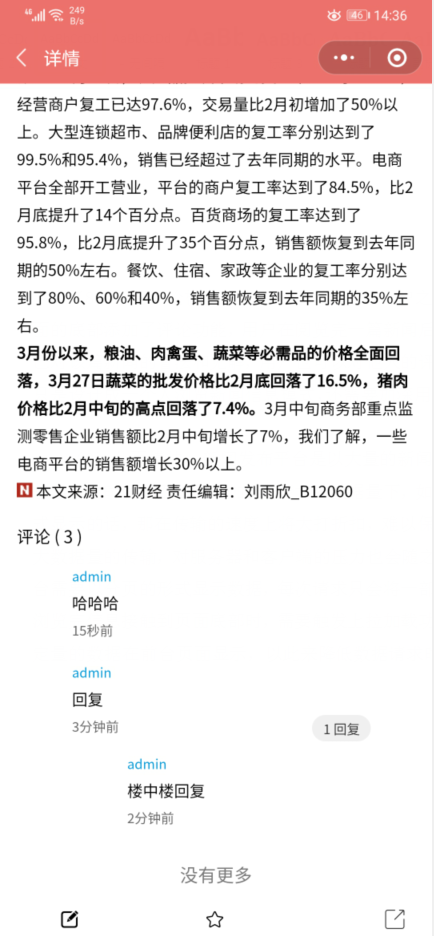 4G 249 B/s 46 14:36
详情
经营商户复工已达97.6%，交易量比2月初增加了50%以
上。大型连锁超市、品牌便利店的复工率分别达到了
99.5%和95.4%，销售已经超过了去年同期的水平。电商
平台全部开工营业，平台的商户复工率达到了84.5%，比2
月底提升了14个百分点。百货商场的复工率达到了
95.8%，比2月底提升了35个百分点，销售额恢复到去年同
期的50%左右。餐饮、住宿、家政等企业的复工率分别达
到了80%、60%和40%，销售额恢复到去年同期的35%左
右。
3月份以来，粮油、肉禽蛋、蔬菜等必需品的价格全面回
落，3月27日蔬菜的批发价格比2月底回落了16.5%，猪肉
价格比2月中旬的高点回落了7.4%。3月中旬商务部重点监
测零售企业销售额比2月中旬增长了7%，我们了解，一些
电商平台的销售额增长30%以上。
N 本文来源：21财经 责任编辑：刘雨欣_B12060
评论 ( 3 )
admin
哈哈哈
15秒前
admin
回复
3分钟前
1 回复
admin
楼中楼回复
2分钟前
没有更多